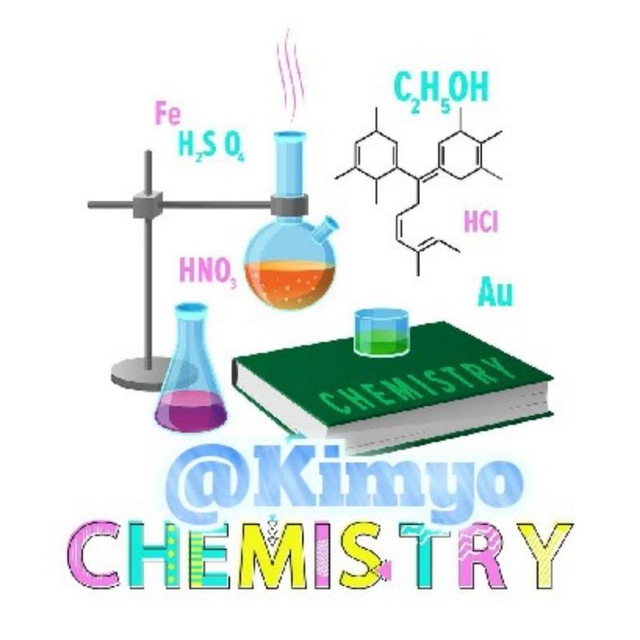 C₂H₅OH
Fe
H₂SO₄
HCl
HNO₃
Au
CHEMISTRY
@Kimyo
CHEMISTRY